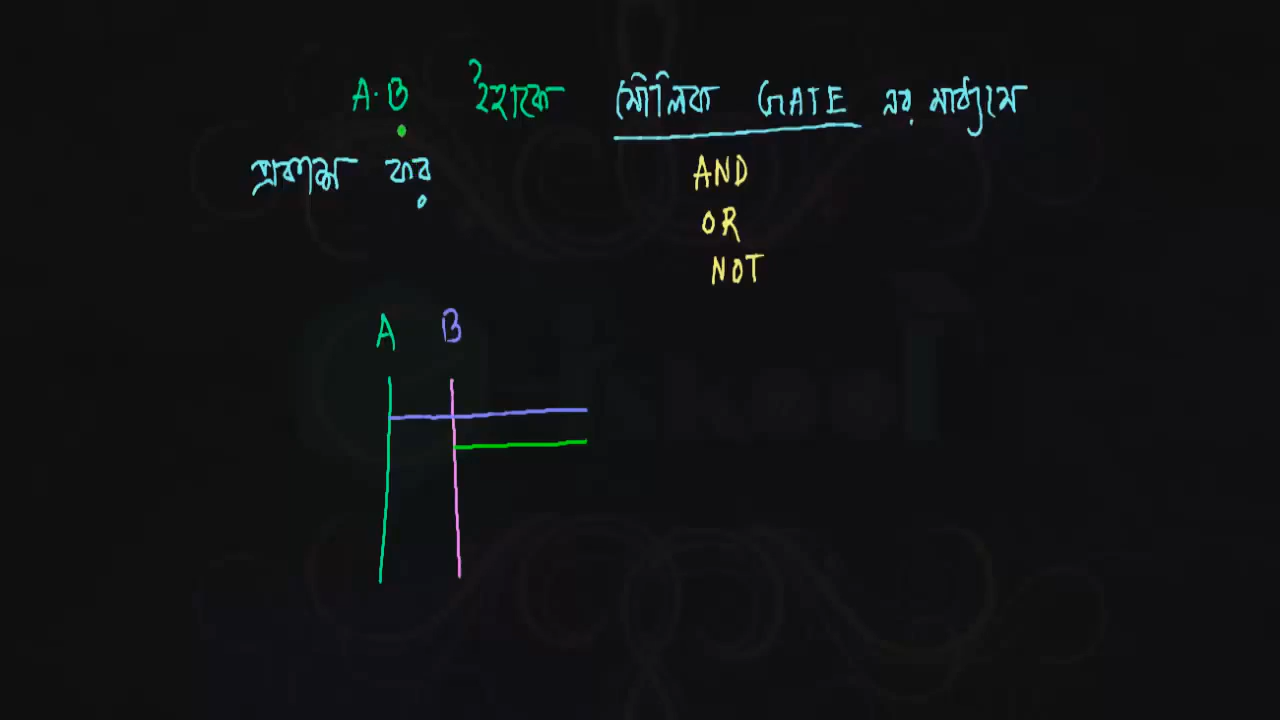 A.B ইহাকে মৌলিক GATE এর মাধ্যমে
প্রকাশ কর
AND
OR
NOT
A B